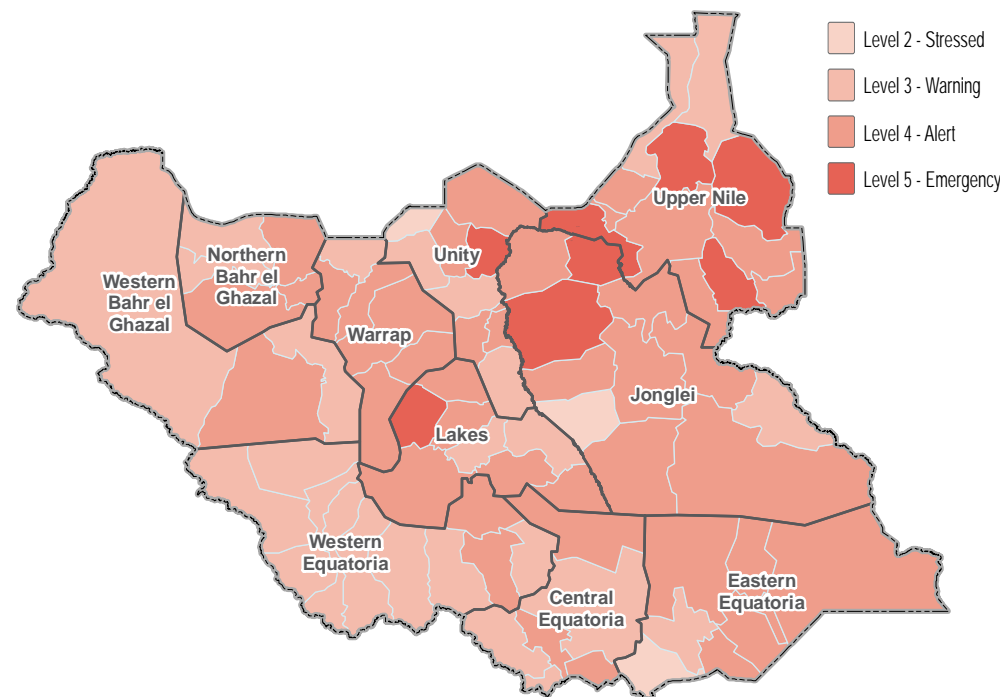 Level 2 - Stressed
Level 3 - Warning
Level 4 - Alert
Level 5 - Emergency
Upper Nile
Unity
Northern
Bahr el
Ghazal
Western
Bahr el
Ghazal
Warrap
Jonglei
Lakes
Western
Equatoria
Eastern
Equatoria
Central
Equatoria